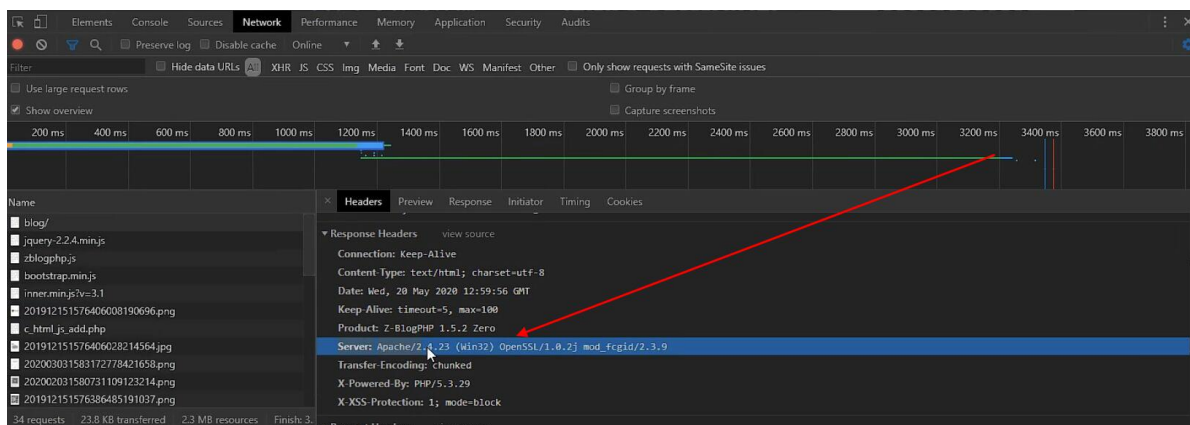 Elements Console Sources Network Performance Memory Application Security Audits
Preserve log Disable cache Online
Filter Hide data URLs All XHR JS CSS Img Media Font Doc WS Manifest Other Only show requests with SameSite issues
Use large request rows Group by frame
Show overview Capture screenshots
200 ms 400 ms 600 ms 800 ms 1000 ms 1200 ms 1400 ms 1600 ms 1800 ms 2000 ms 2200 ms 2400 ms 2600 ms 2800 ms 3000 ms 3200 ms 3400 ms 3600 ms 3800 ms
Name
blog/
jquery-2.2.4.min.js
zblogphp.js
bootstrap.min.js
inner.min.js?v=3.1
201912151576406008190696.png
c_html_js_add.php
201912151576406028214564.jpg
202003031583172778421658.png
202002031580731109123214.png
201912151576386485191037.png
34 requests 23.8 KB transferred 2.3 MB resources Finish: 3.
× Headers Preview Response Initiator Timing Cookies
▼ Response Headers view source
Connection: Keep-Alive
Content-Type: text/html; charset=utf-8
Date: Wed, 20 May 2020 12:59:56 GMT
Keep-Alive: timeout=5, max=100
Product: Z-BlogPHP 1.5.2 Zero
Server: Apache/2.4.23 (Win32) OpenSSL/1.0.2j mod_fcgid/2.3.9
Transfer-Encoding: chunked
X-Powered-By: PHP/5.3.29
X-XSS-Protection: 1; mode=block